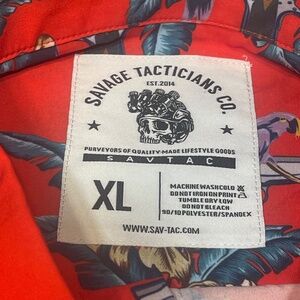 SAVAGE TACTICIANS CO.
EST. 2014
PURVEYORS OF QUALITY-MADE LIFESTYLE GOODS
SAVTAC
XL
MACHINE WASH COLD
DO NOT IRON ON PRINT
TUMBLE DRY LOW
DO NOT BLEACH
90/10 POLYESTER/SPANDEX
WWW.SAV-TAC.COM